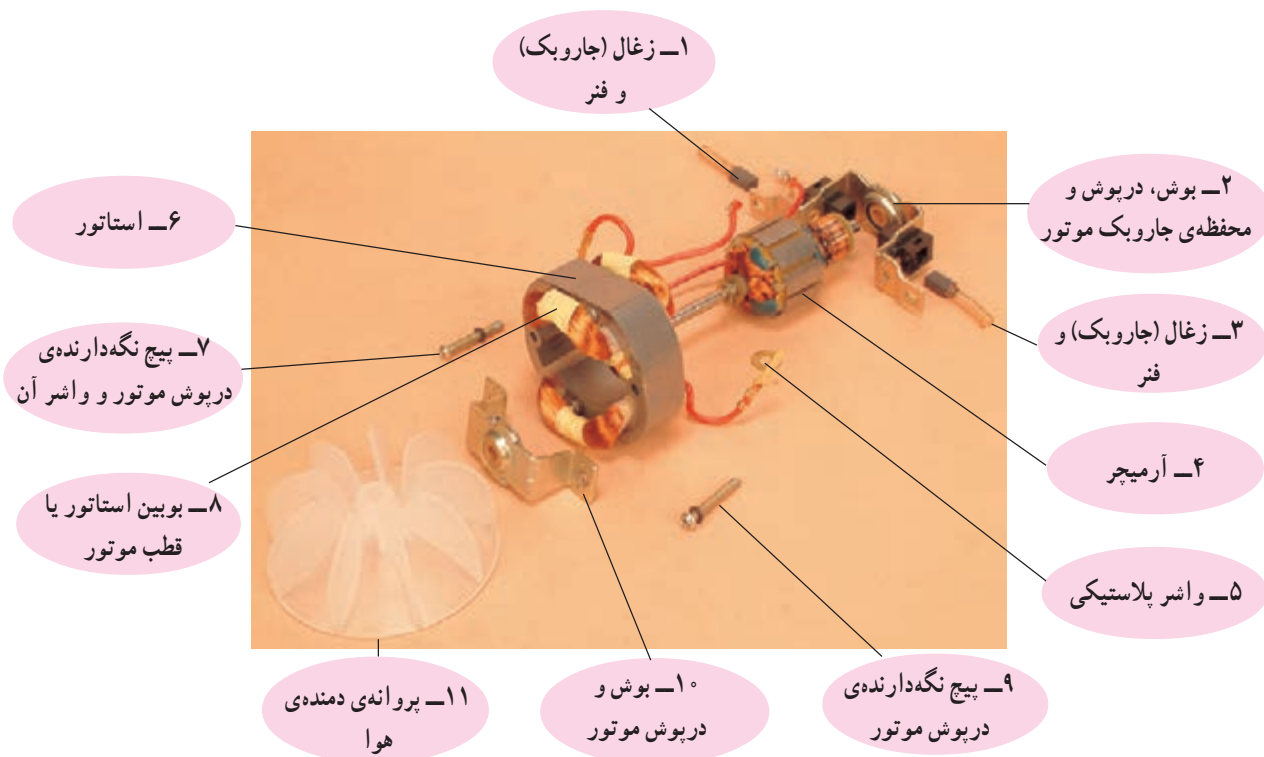 ۱ــ زغال (جاروبک)
و فنر
۲ــ بوش، درپوش و
محفظه‌ی جاروبک موتور
۳ــ زغال (جاروبک) و
فنر
۴ــ آرمیچر
۵ــ واشر پلاستیکی
۶ــ استاتور
۷ــ پیچ نگه‌دارنده‌ی
درپوش موتور و واشر آن
۸ــ بوبین استاتور یا
قطب موتور
۹ــ پیچ نگه‌دارنده‌ی
درپوش موتور
۱۰ــ بوش و
درپوش موتور
۱۱ــ پروانه‌ی دمنده‌ی
هوا